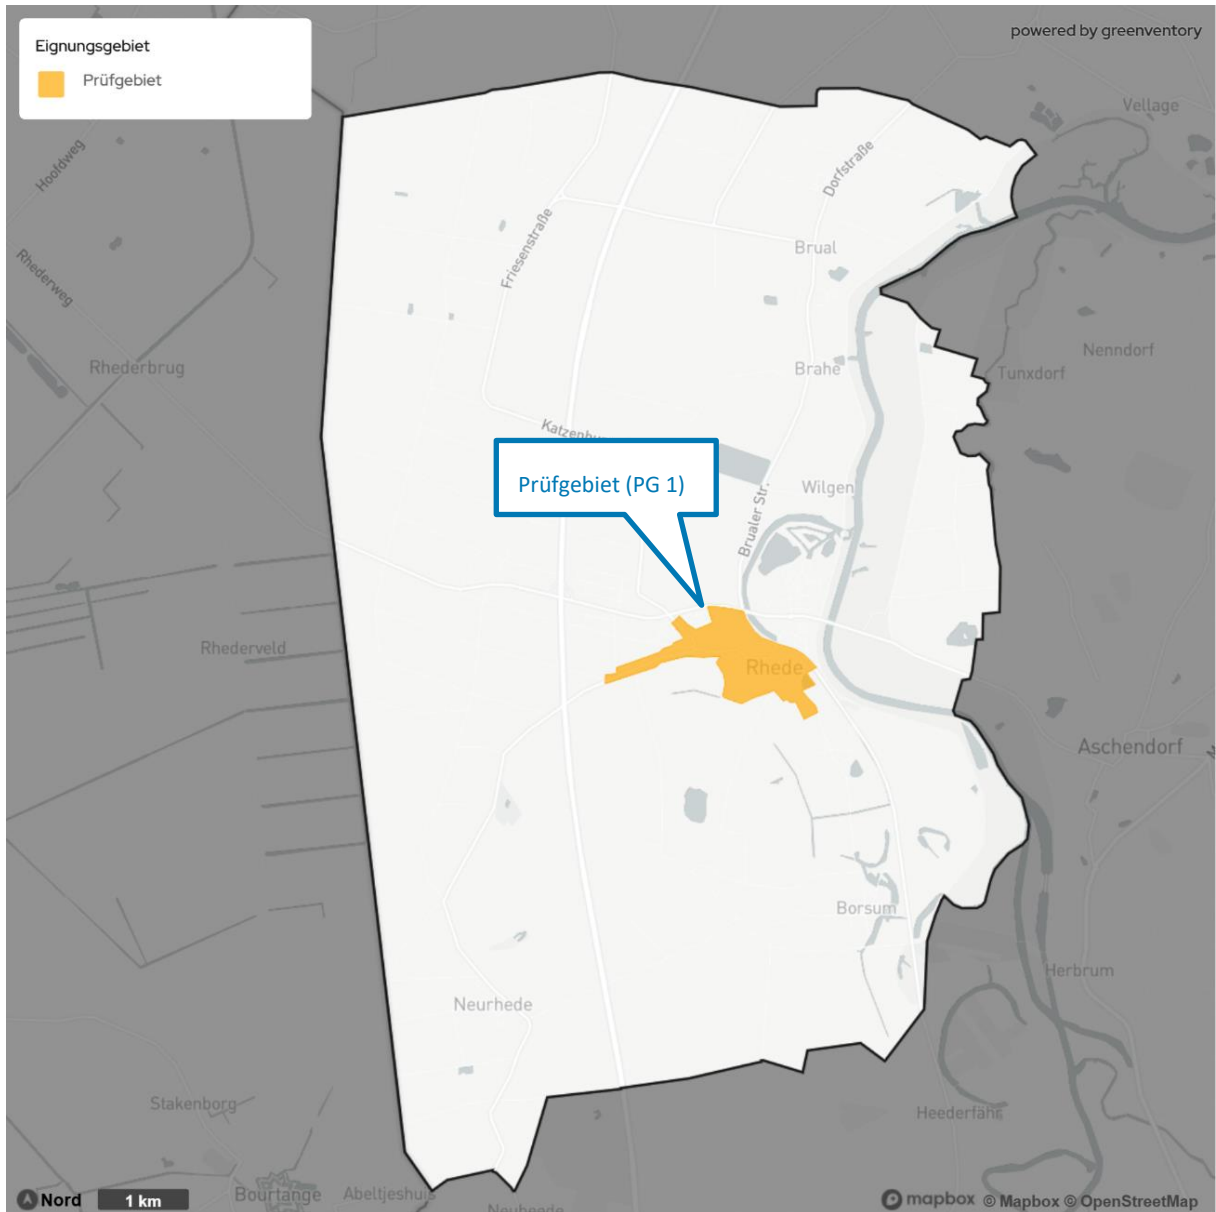 Eignungsgebiet
Prüfgebiet
powered by greenventory
Vellage
Hoofdweg
Dorfstraße
Friesenstraße
Brual
Rhederweg
Rhederbrug
Brahe
Nenndorf
Tunxdorf
Prüfgebiet (PG 1)
Brualer Str.
Wilgen
Rhederveld
Rhede
Aschendorf
Borsum
Herbrum
Neurhede
Stakenborg
Heederfähr
Bourtange
Abeltjeshuis
Neuheede
Nord
1 km
mapbox © Mapbox © OpenStreetMap